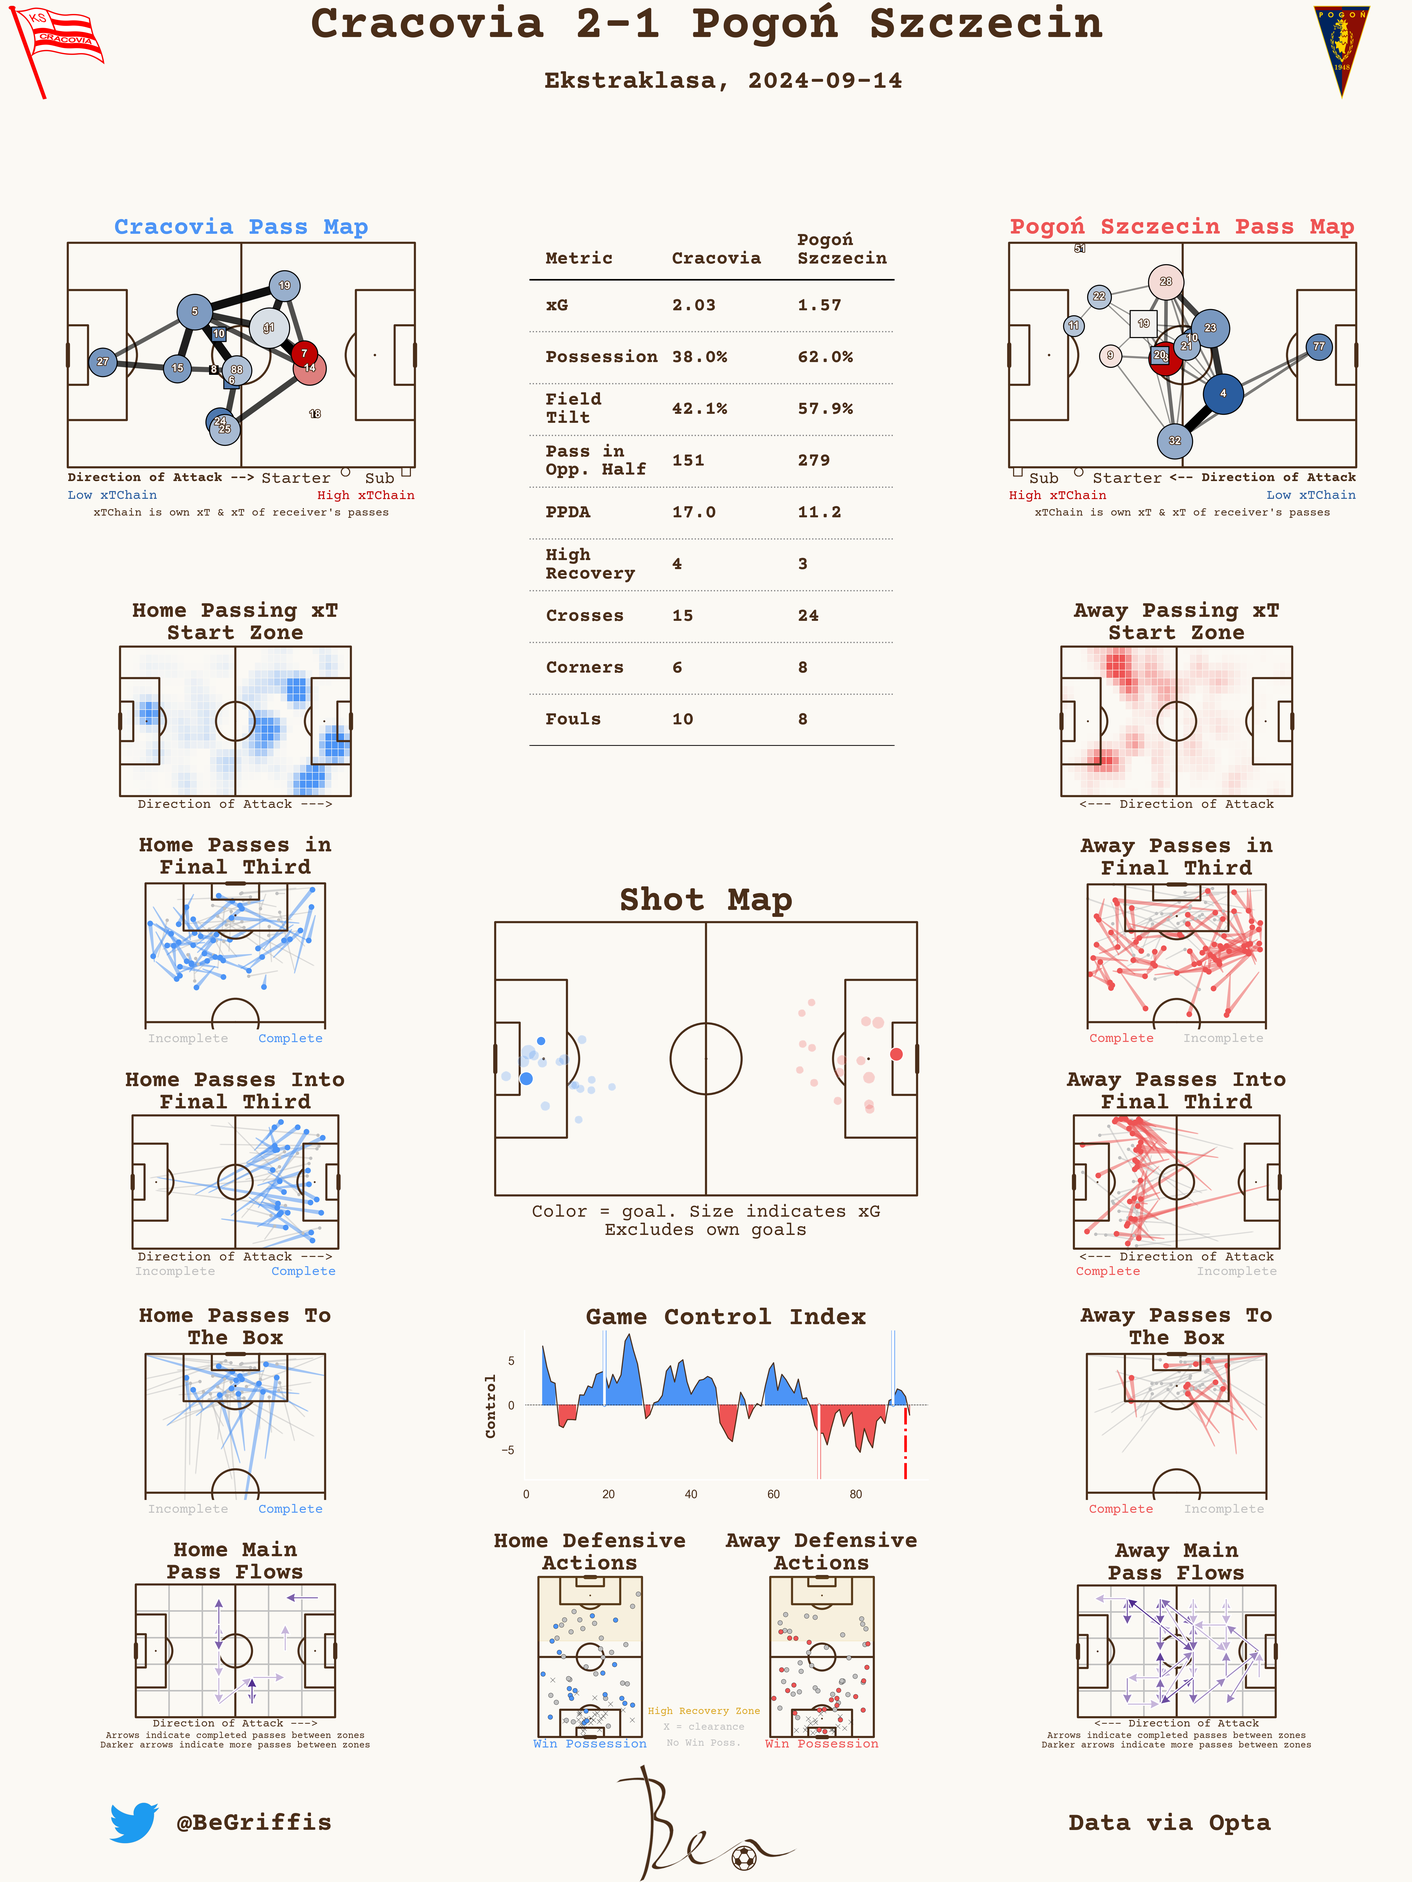 Cracovia 2-1 Pogoń Szczecin
Ekstraklasa, 2024-09-14
KS
CRACOVIA
POGOŃ
1948
Cracovia Pass Map
19
5
11
10
7
27
15
8
88
14
6
18
24
25
Direction of Attack --> Starter Sub
Low xTChain High xTChain
xTChain is own xT & xT of receiver's passes
Metric Cracovia Pogoń Szczecin
xG 2.03 1.57
Possession 38.0% 62.0%
Field Tilt 42.1% 57.9%
Pass in Opp. Half 151 279
PPDA 17.0 11.2
High Recovery 4 3
Crosses 15 24
Corners 6 8
Fouls 10 8
Pogoń Szczecin Pass Map
51
28
22
11
19
23
10
21
20
9
77
4
32
Sub Starter <-- Direction of Attack
High xTChain Low xTChain
xTChain is own xT & xT of receiver's passes
Home Passing xT
Start Zone
Direction of Attack --->
Away Passing xT
Start Zone
<--- Direction of Attack
Home Passes in
Final Third
Incomplete Complete
Away Passes in
Final Third
Complete Incomplete
Shot Map
Color = goal. Size indicates xG
Excludes own goals
Home Passes Into
Final Third
Direction of Attack --->
Incomplete Complete
Away Passes Into
Final Third
<--- Direction of Attack
Complete Incomplete
Home Passes To
The Box
Incomplete Complete
Game Control Index
Control
5
0
−5
0 20 40 60 80
Away Passes To
The Box
Complete Incomplete
Home Main
Pass Flows
Direction of Attack --->
Arrows indicate completed passes between zones
Darker arrows indicate more passes between zones
Home Defensive
Actions
Win Possession
High Recovery Zone
X = clearance
No Win Poss.
Away Defensive
Actions
Win Possession
Away Main
Pass Flows
<--- Direction of Attack
Arrows indicate completed passes between zones
Darker arrows indicate more passes between zones
@BeGriffis
Ben
Data via Opta